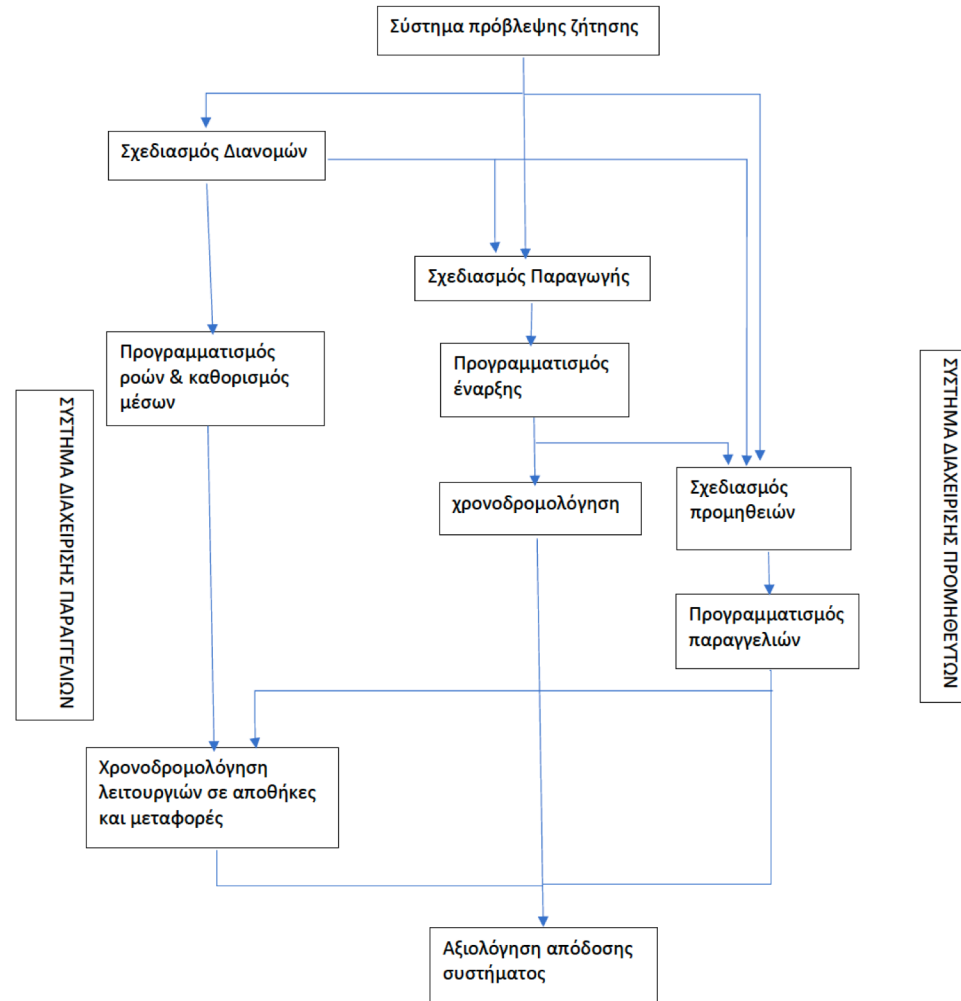 Σύστημα πρόβλεψης ζήτησης
Σχεδιασμός Διανομών
Σχεδιασμός Παραγωγής
Προγραμματισμός
ροών & καθορισμός
μέσων
Προγραμματισμός
έναρξης
ΣΥΣΤΗΜΑ ΔΙΑΧΕΙΡΙΣΗΣ ΠΑΡΑΓΓΕΛΙΩΝ
ΣΥΣΤΗΜΑ ΔΙΑΧΕΙΡΙΣΗΣ ΠΡΟΜΗΘΕΥΤΩΝ
χρονοδρομολόγηση
Σχεδιασμός
προμηθειών
Προγραμματισμός
παραγγελιών
Χρονοδρομολόγηση
λειτουργιών σε αποθήκες
και μεταφορές
Αξιολόγηση απόδοσης
συστήματος